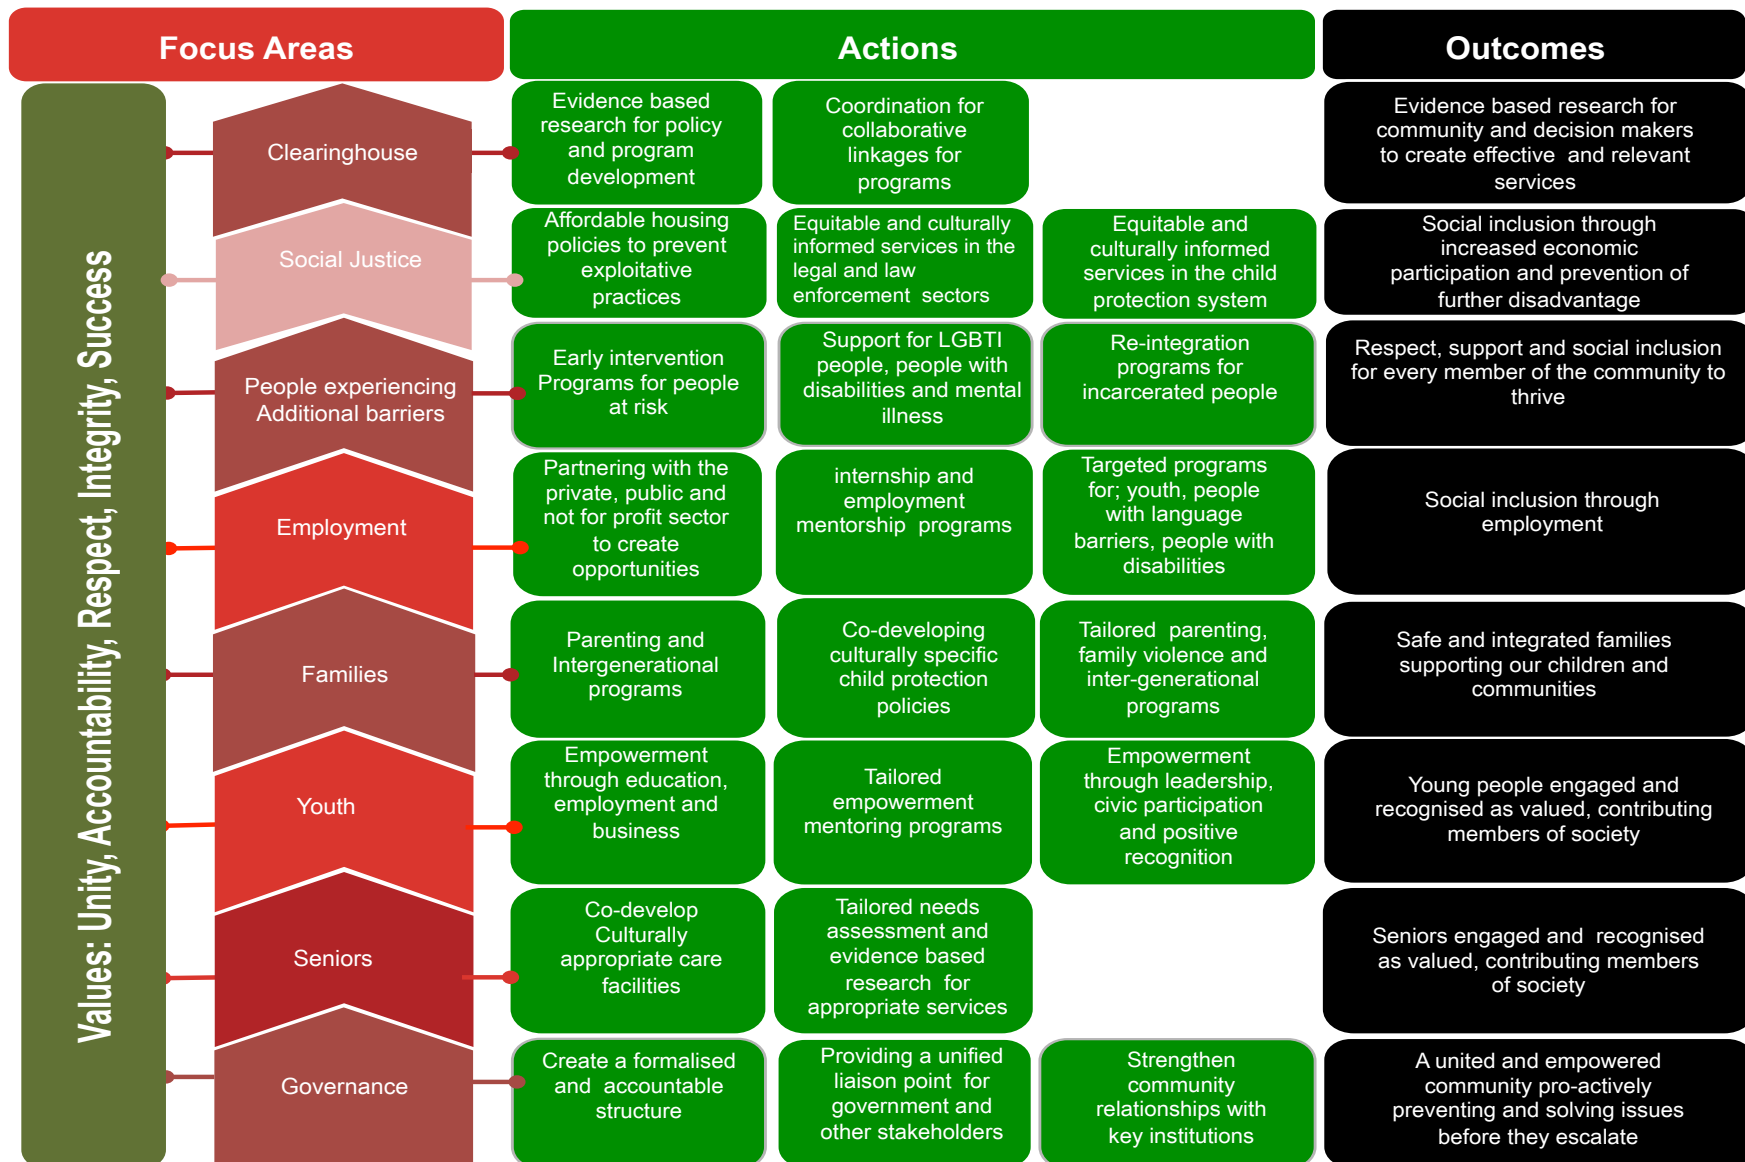 Focus Areas
Actions
Outcomes
Values: Unity, Accountability, Respect, Integrity, Success
Clearinghouse
Evidence based
research for policy
and program
development
Coordination for
collaborative
linkages for
programs
Evidence based research for
community and decision makers
to create effective and relevant
services
Social Justice
Affordable housing
policies to prevent
exploitative
practices
Equitable and culturally
informed services in the
legal and law
enforcement sectors
Equitable and
culturally informed
services in the child
protection system
Social inclusion through
increased economic
participation and prevention of
further disadvantage
People experiencing
Additional barriers
Early intervention
Programs for people
at risk
Support for LGBTI
people, people with
disabilities and mental
illness
Re-integration
programs for
incarcerated people
Respect, support and social inclusion
for every member of the community to
thrive
Employment
Partnering with the
private, public and
not for profit sector
to create
opportunities
internship and
employment
mentorship programs
Targeted programs
for; youth, people
with language
barriers, people with
disabilities
Social inclusion through
employment
Families
Parenting and
Intergenerational
programs
Co-developing
culturally specific
child protection
policies
Tailored parenting,
family violence and
inter-generational
programs
Safe and integrated families
supporting our children and
communities
Youth
Empowerment
through education,
employment and
business
Tailored
empowerment
mentoring programs
Empowerment
through leadership,
civic participation
and positive
recognition
Young people engaged and
recognised as valued, contributing
members of society
Seniors
Co-develop
Culturally
appropriate care
facilities
Tailored needs
assessment and
evidence based
research for
appropriate services
Seniors engaged and recognised
as valued, contributing members
of society
Governance
Create a formalised
and accountable
structure
Providing a unified
liaison point for
government and
other stakeholders
Strengthen
community
relationships with
key institutions
A united and empowered
community pro-actively
preventing and solving issues
before they escalate